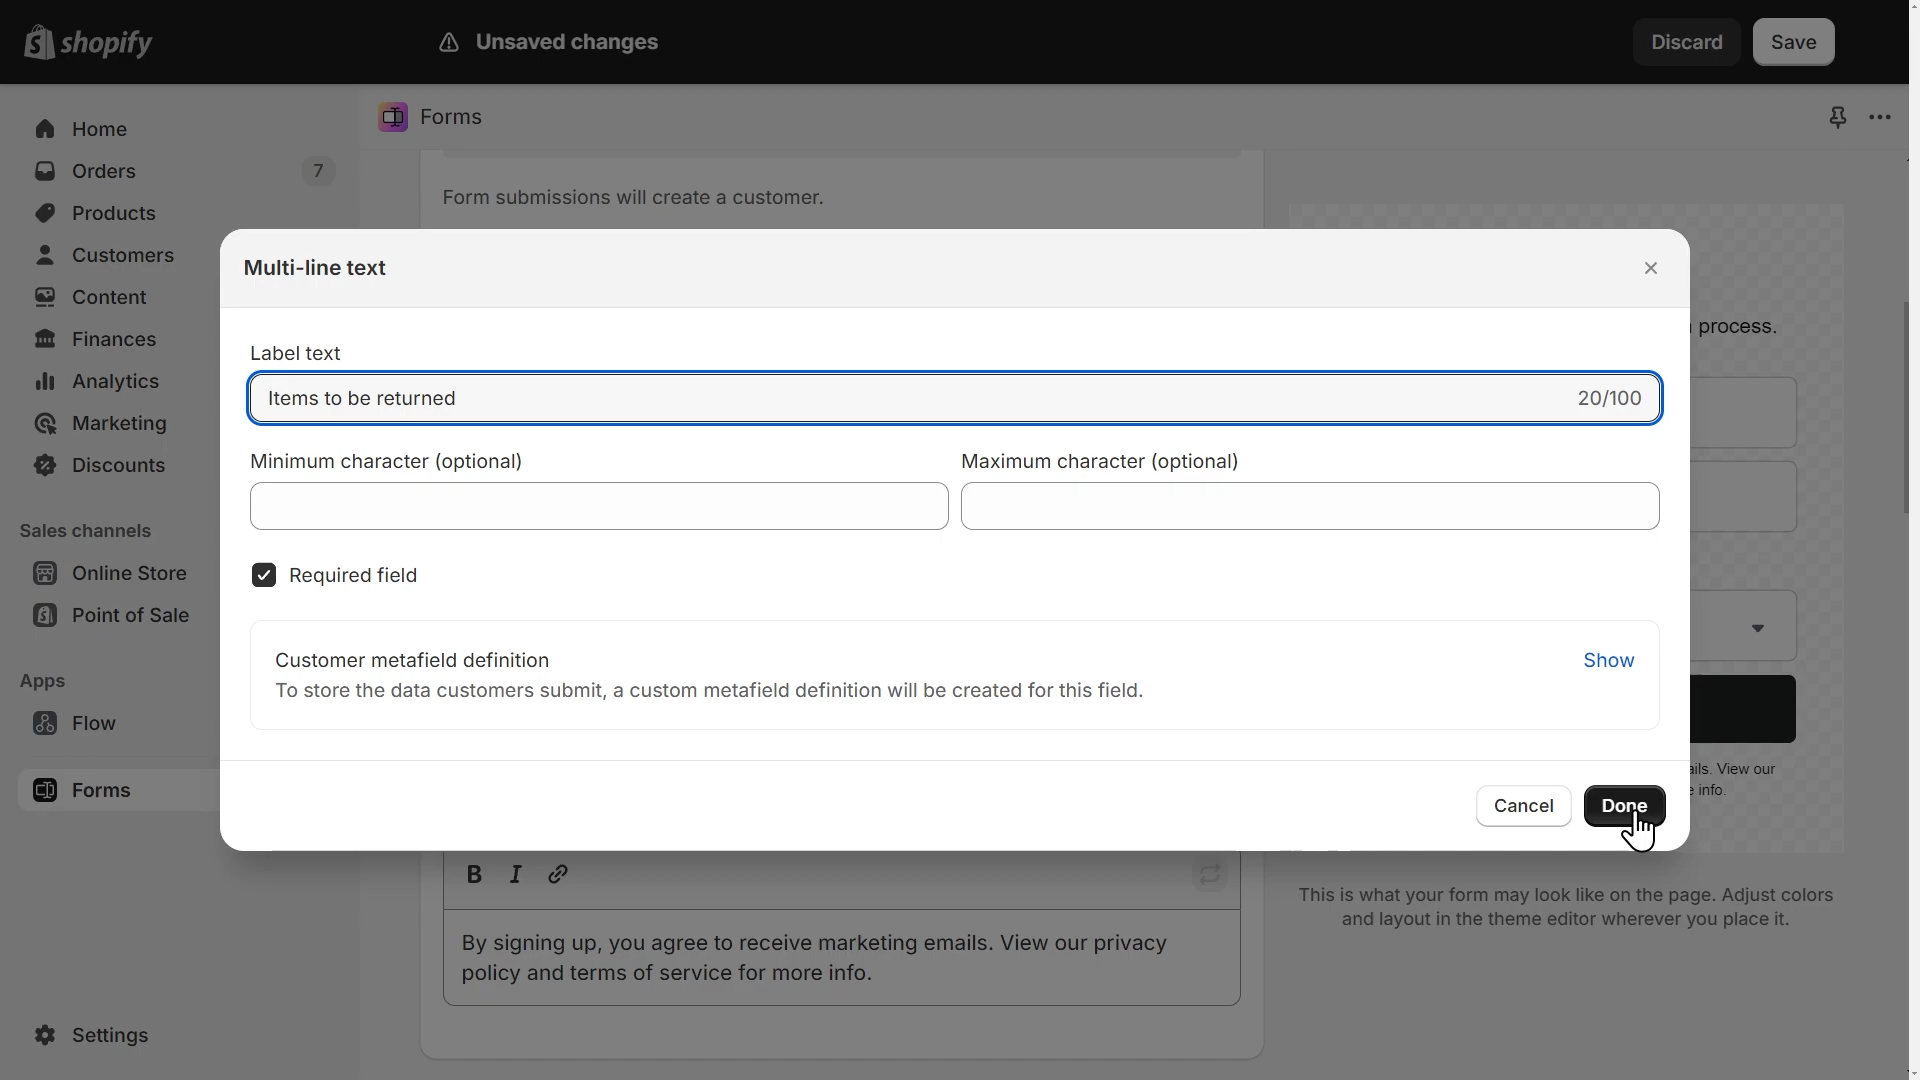 shopify
Unsaved changes
Discard
Save
Home
Orders
7
Products
Customers
Content
Finances
Analytics
Marketing
Discounts
Sales channels
Online Store
Point of Sale
Apps
Flow
Forms
Settings
Forms
Form submissions will create a customer.
Multi-line text
Label text
Items to be returned
20/100
Minimum character (optional)
Maximum character (optional)
Required field
Customer metafield definition
Show
To store the data customers submit, a custom metafield definition will be created for this field.
Cancel
Done
process.
View our
info.
B I
By signing up, you agree to receive marketing emails. View our privacy
policy and terms of service for more info.
This is what your form may look like on the page. Adjust colors
and layout in the theme editor wherever you place it.